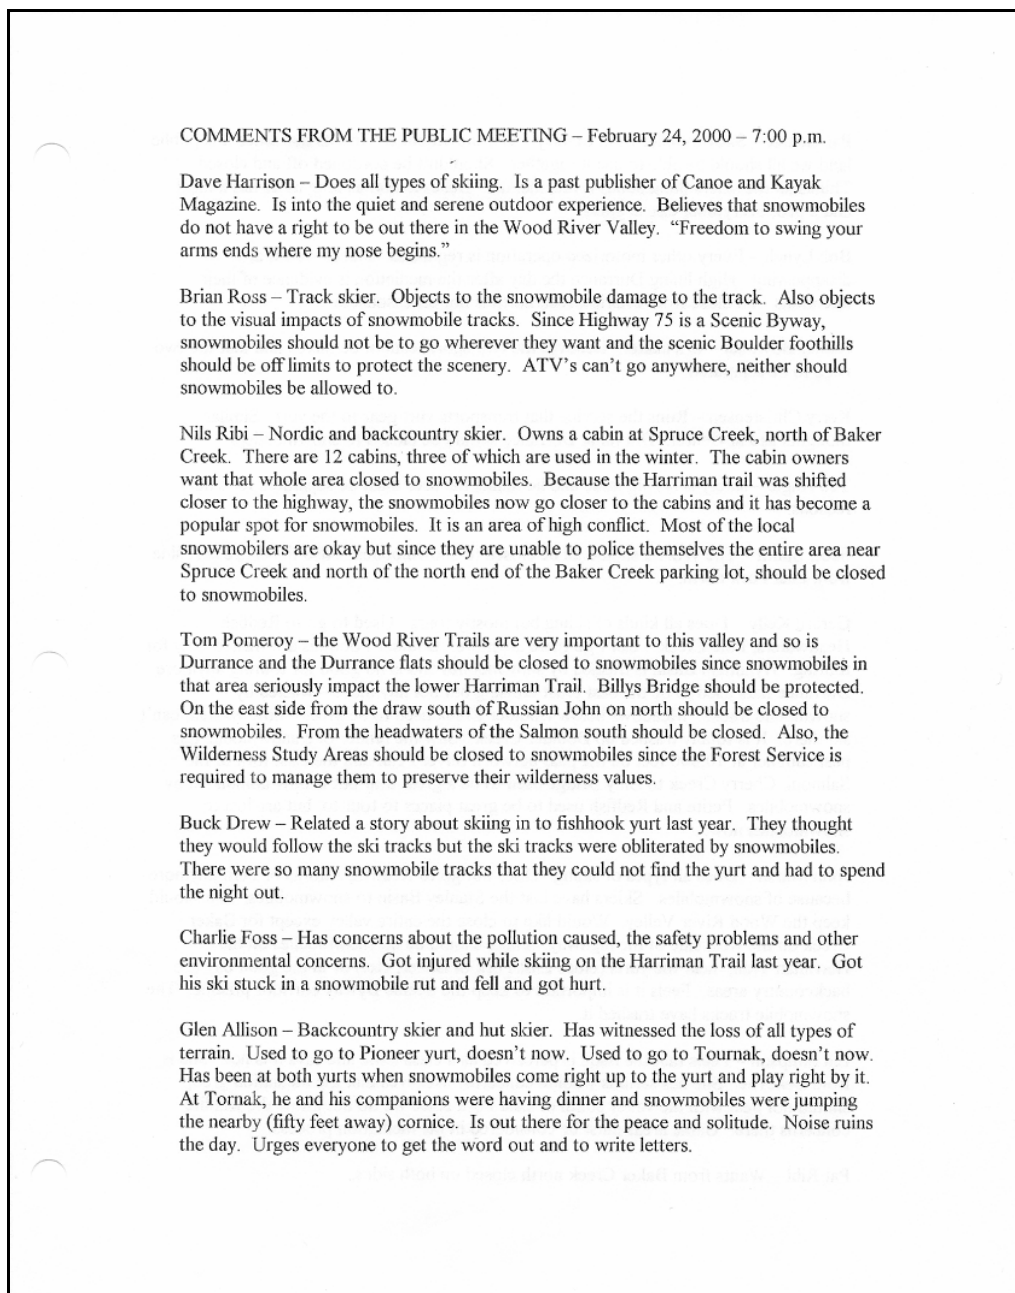 COMMENTS FROM THE PUBLIC MEETING – February 24, 2000 – 7:00 p.m.
Dave Harrison – Does all types of skiing. Is a past publisher of Canoe and Kayak
Magazine. Is into the quiet and serene outdoor experience. Believes that snowmobiles
do not have a right to be out there in the Wood River Valley. “Freedom to swing your
arms ends where my nose begins.”
Brian Ross – Track skier. Objects to the snowmobile damage to the track. Also objects
to the visual impacts of snowmobile tracks. Since Highway 75 is a Scenic Byway,
snowmobiles should not be to go wherever they want and the scenic Boulder foothills
should be off limits to protect the scenery. ATV’s can’t go anywhere, neither should
snowmobiles be allowed to.
Nils Ribi – Nordic and backcountry skier. Owns a cabin at Spruce Creek, north of Baker
Creek. There are 12 cabins, three of which are used in the winter. The cabin owners
want that whole area closed to snowmobiles. Because the Harriman trail was shifted
closer to the highway, the snowmobiles now go closer to the cabins and it has become a
popular spot for snowmobiles. It is an area of high conflict. Most of the local
snowmobilers are okay but since they are unable to police themselves the entire area near
Spruce Creek and north of the north end of the Baker Creek parking lot, should be closed
to snowmobiles.
Tom Pomeroy – the Wood River Trails are very important to this valley and so is
Durrance and the Durrance flats should be closed to snowmobiles since snowmobiles in
that area seriously impact the lower Harriman Trail. Billys Bridge should be protected.
On the east side from the draw south of Russian John on north should be closed to
snowmobiles. From the headwaters of the Salmon south should be closed. Also, the
Wilderness Study Areas should be closed to snowmobiles since the Forest Service is
required to manage them to preserve their wilderness values.
Buck Drew – Related a story about skiing in to fishhook yurt last year. They thought
they would follow the ski tracks but the ski tracks were obliterated by snowmobiles.
There were so many snowmobile tracks that they could not find the yurt and had to spend
the night out.
Charlie Foss – Has concerns about the pollution caused, the safety problems and other
environmental concerns. Got injured while skiing on the Harriman Trail last year. Got
his ski stuck in a snowmobile rut and fell and got hurt.
Glen Allison – Backcountry skier and hut skier. Has witnessed the loss of all types of
terrain. Used to go to Pioneer yurt, doesn’t now. Used to go to Tournak, doesn’t now.
Has been at both yurts when snowmobiles come right up to the yurt and play right by it.
At Tornak, he and his companions were having dinner and snowmobiles were jumping
the nearby (fifty feet away) cornice. Is out there for the peace and solitude. Noise ruins
the day. Urges everyone to get the word out and to write letters.